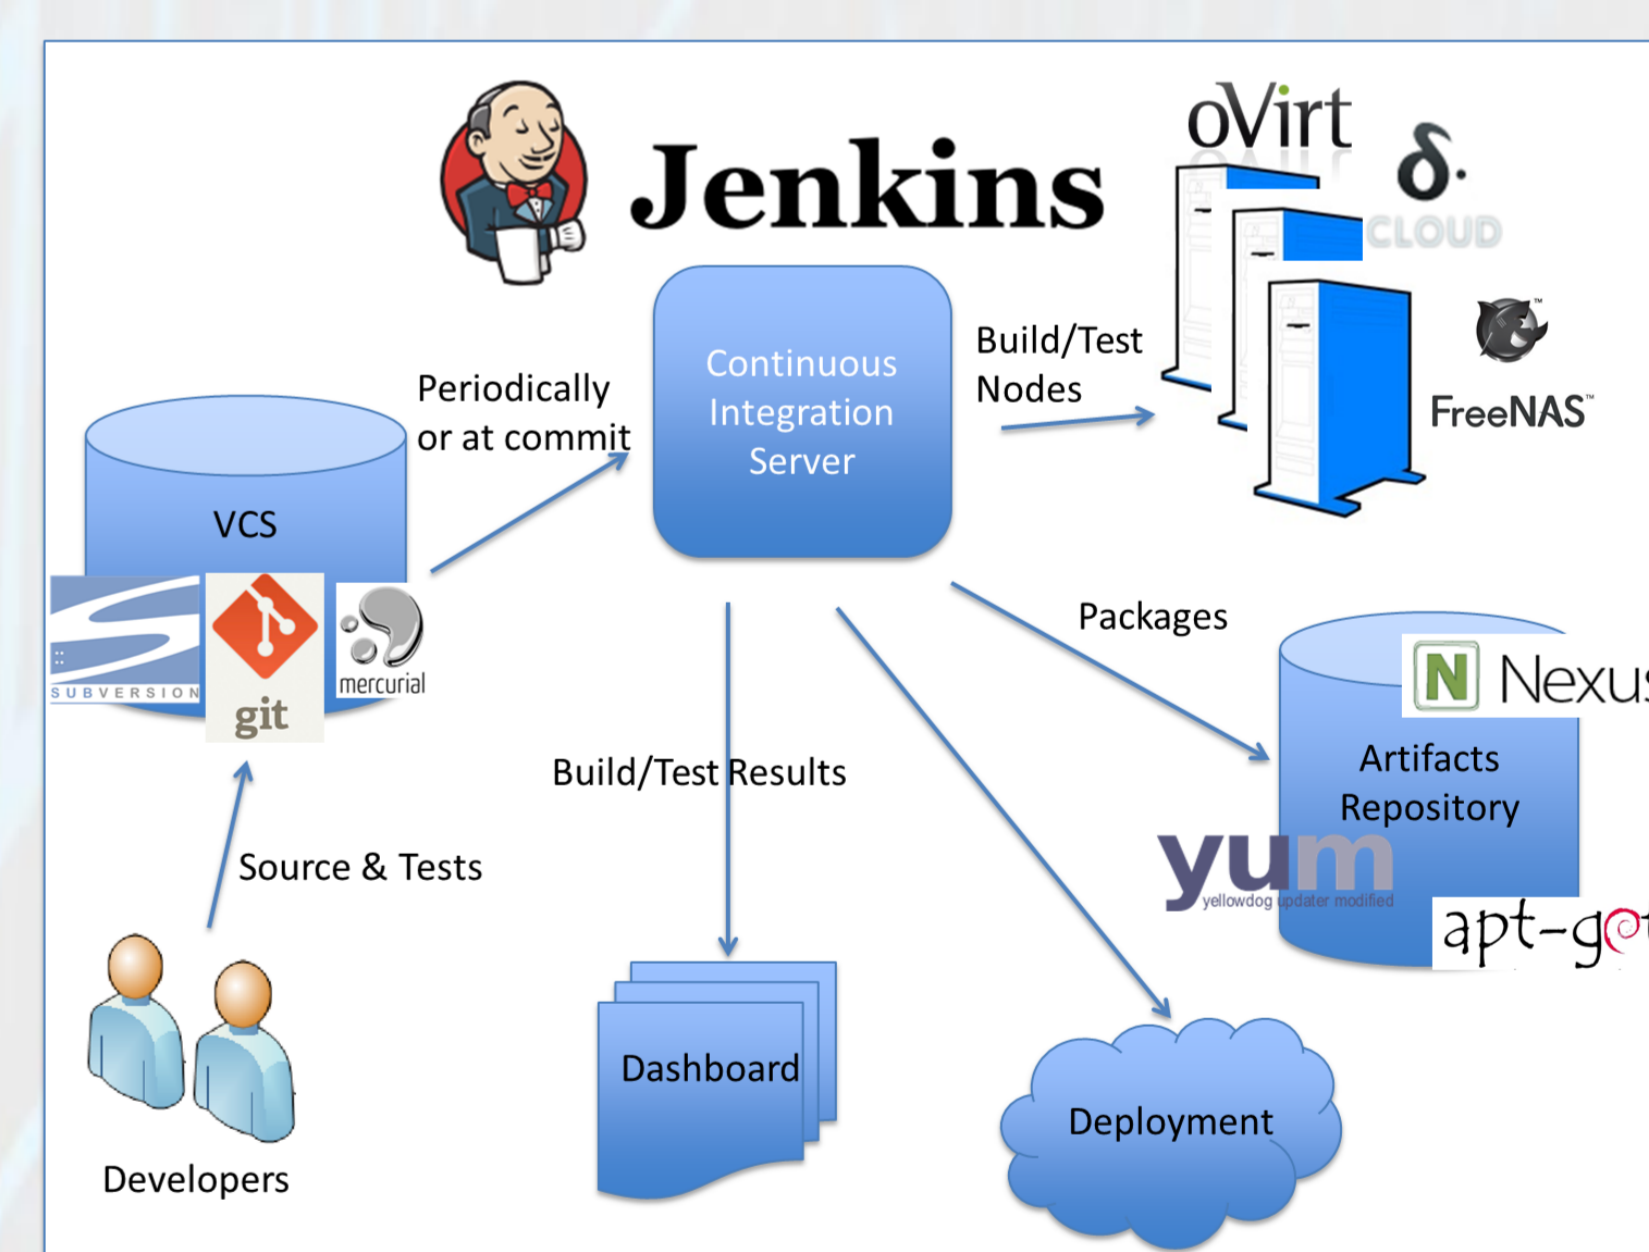 oVirt
Jenkins
δ.
CLOUD
Continuous
Integration
Server
Build/Test
Nodes
FreeNAS™
Periodically
or at commit
VCS
SUBVERSION
git
mercurial
Packages
N Nexus
Artifacts
Repository
Build/Test Results
yum
yellowdog updater modified
Source & Tests
apt-get
Dashboard
Deployment
Developers